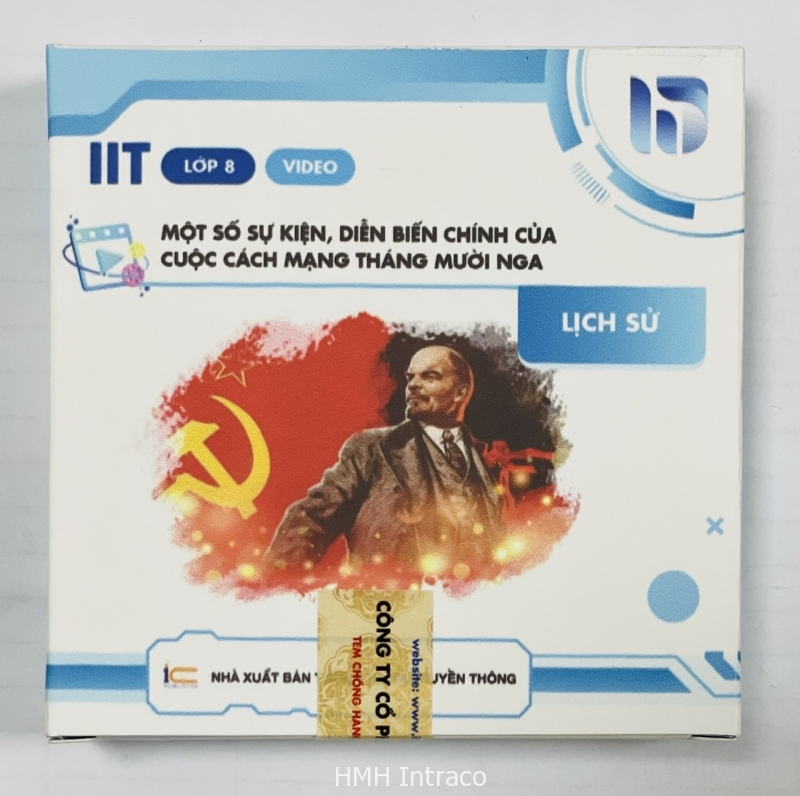 IIT LỚP 8 VIDEO
MỘT SỐ SỰ KIỆN, DIỄN BIẾN CHÍNH CỦA
CUỘC CÁCH MẠNG THÁNG MƯỜI NGA
LỊCH SỬ
NHÀ XUẤT BẢN
UYỀN THÔNG
website: www.
CÔNG TY CỔ P
TEM CHỐNG HÀN
HMH Intraco